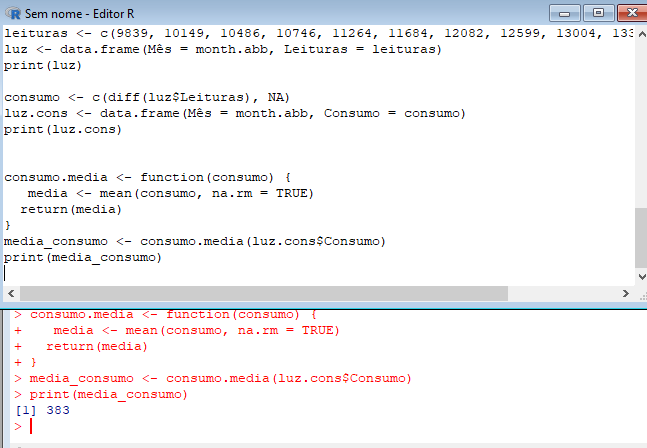 Sem nome - Editor R
leituras <- c(9839, 10149, 10486, 10746, 11264, 11684, 12082, 12599, 13004, 133
luz <- data.frame(Mês = month.abb, Leituras = leituras)
print(luz)
consumo <- c(diff(luz$Leituras), NA)
luz.cons <- data.frame(Mês = month.abb, Consumo = consumo)
print(luz.cons)
consumo.media <- function(consumo) {
   media <- mean(consumo, na.rm = TRUE)
  return(media)
}
media_consumo <- consumo.media(luz.cons$Consumo)
print(media_consumo)
> consumo.media <- function(consumo) {
+    media <- mean(consumo, na.rm = TRUE)
+   return(media)
+ }
> media_consumo <- consumo.media(luz.cons$Consumo)
> print(media_consumo)
[1] 383
>